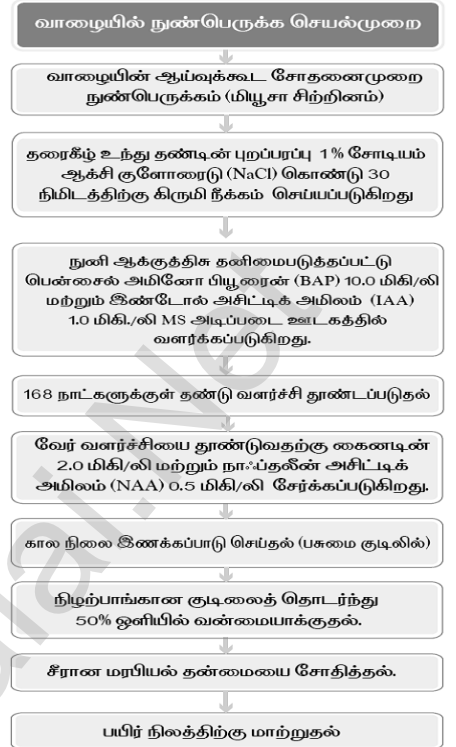 வாழையில் நுண்பெருக்க செயல்முறை
வாழையின் ஆய்வுக்கூட சோதனைமுறை
நுண்பெருக்கம் (மியூசா சிற்றினம்)
தரைகீழ் உந்து தண்டின் புறப்பரப்பு 1% சோடியம்
ஆக்சி குளோரைடு (NaCl) கொண்டு 30
நிமிடத்திற்கு கிருமி நீக்கம் செய்யப்படுகிறது
நுனி ஆக்குத்திசு தனிமைபடுத்தப்பட்டு
பென்சைல் அமினோ பியூரைன் (BAP) 10.0 மிகி/லி
மற்றும் இண்டோல் அசிட்டிக் அமிலம் (IAA)
1.0 மிகி./லி MS அடிப்படை ஊடகத்தில்
வளர்க்கப்படுகிறது.
168 நாட்களுக்குள் தண்டு வளர்ச்சி தூண்டப்படுதல்
வேர் வளர்ச்சியை தூண்டுவதற்கு கைனடின்
2.0 மிகி/லி மற்றும் நாஃப்தலீன் அசிட்டிக்
அமிலம் (NAA) 0.5 மிகி/லி சேர்க்கப்படுகிறது.
கால நிலை இணக்கப்பாடு செய்தல் (பசுமை குடிலில்)
நிழற்பாங்கான குடிலைத் தொடர்ந்து
50% ஒளியில் வன்மையாக்குதல்.
சீரான மரபியல் தன்மையை சோதித்தல்.
பயிர் நிலத்திற்கு மாற்றுதல்